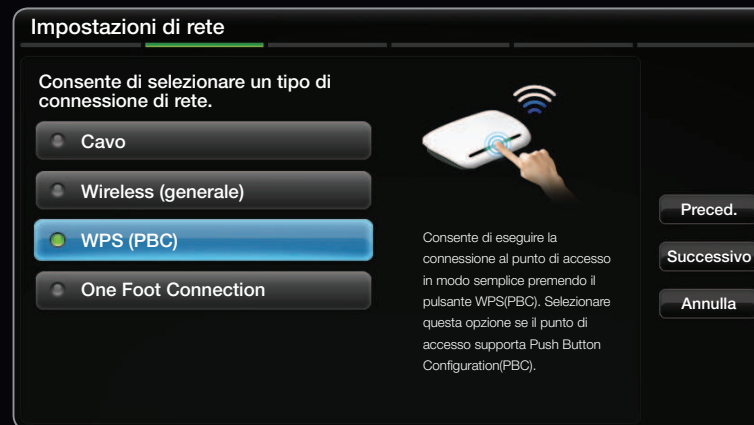 Impostazioni di rete
Consente di selezionare un tipo di
connessione di rete.
Cavo
Wireless (generale)
WPS (PBC)
One Foot Connection
Consente di eseguire la
connessione al punto di accesso
in modo semplice premendo il
pulsante WPS(PBC). Selezionare
questa opzione se il punto di
accesso supporta Push Button
Configuration(PBC).
Preced.
Successivo
Annulla